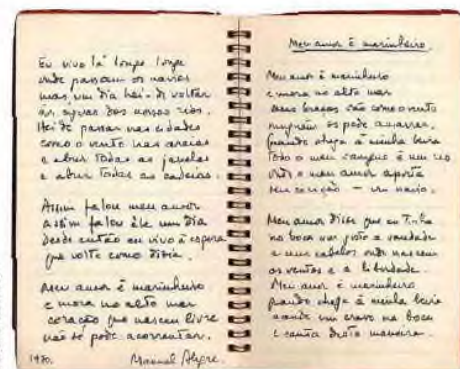 Eu vivo lá longe longe
onde passam os navios
mas um dia hei-de voltar
às águas dos nossos rios.
Hei de passar nas cidades
como o vento nas areias
e abrir todas as janelas
e abrir todas as cadeias.
Assim falou meu amor
assim falou ele um dia
desde então eu vivo à espera
que volte como dizia.
Meu amor é marinheiro
e mora no alto mar
coração que nasceu livre
não se pode acorrentar.
1970. Manuel Alegre.
Meu amor é marinheiro
Meu amor é marinheiro
e mora no alto mar
seus braços são como o vento
ninguém os pode amarrar.
Quando chega à minha beira
todo o meu sangue é um rio
onde o meu amor aporta
seu coração – um navio.
Meu amor disse que eu tinha
na boca um gosto a saudade
e uns cabelos onde nascem
os ventos e a liberdade.
Meu amor é marinheiro
quando chega à minha beira
acende um cravo na boca
e canta desta maneira.